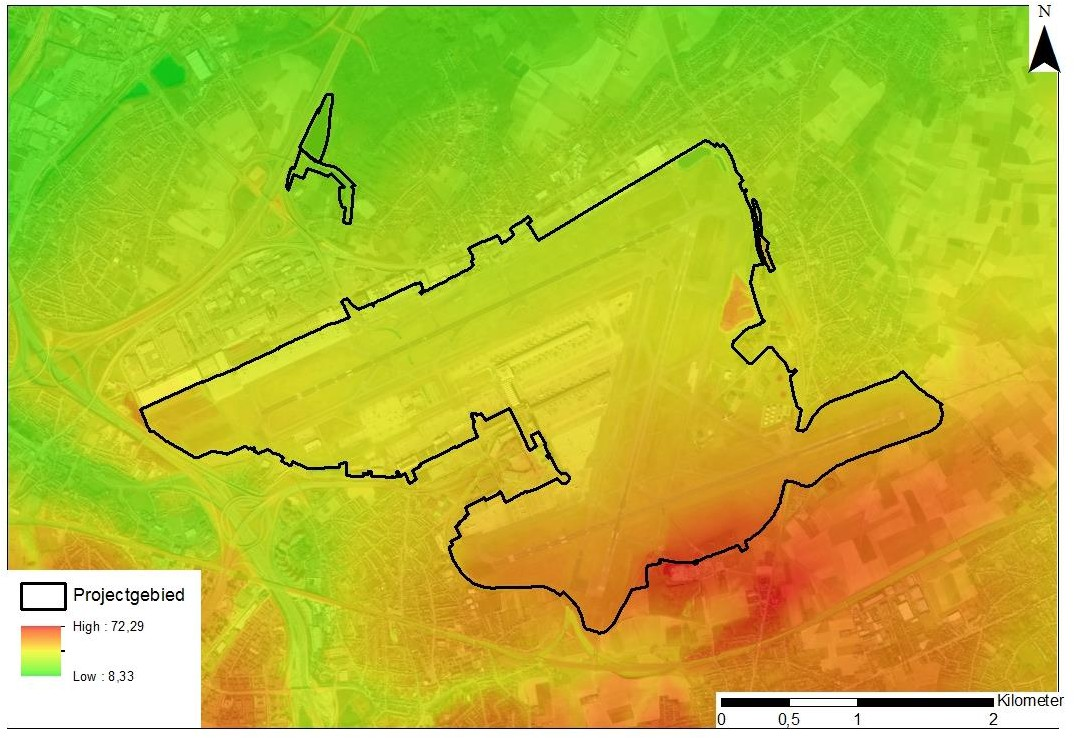 N
Projectgebied
High : 72,29
Low : 8,33
Kilometer
0 0,5 1 2